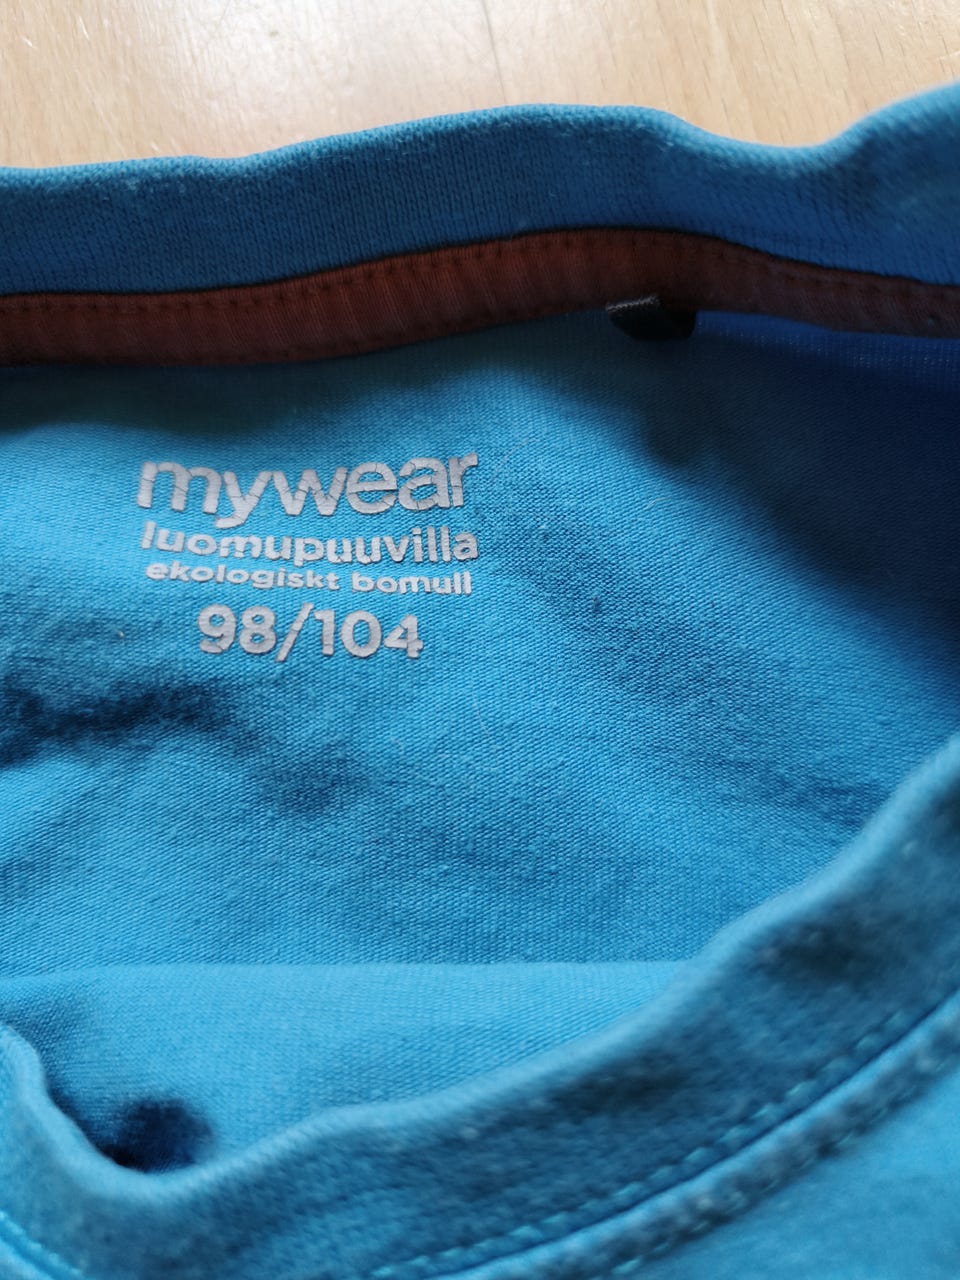 mywear
luomupuuvilla
ekologiskt bomull
98/104